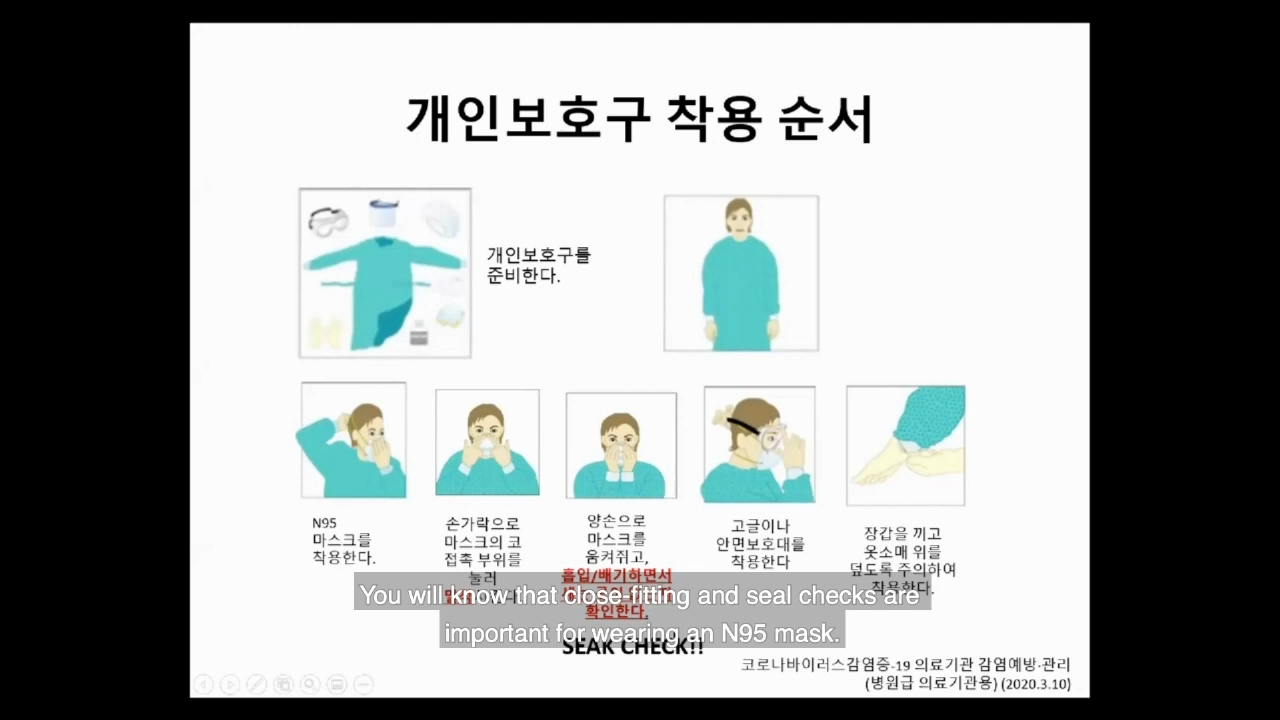 개인보호구 착용 순서
개인보호구를
준비한다.
N95
마스크를
착용한다.
손가락으로
마스크의 코
접촉 부위를
눌러
양손으로
마스크를
움켜쥐고,
흡입/배기하면서
확인한다.
고글이나
안면보호대를
착용한다
장갑을 끼고
옷소매 위를
덮도록 주의하여
착용한다.
You will know that close-fitting and seal checks are
important for wearing an N95 mask.
SEAK CHECK!!
코로나바이러스감염증-19 의료기관 감염예방·관리
(병원급 의료기관용) (2020.3.10)